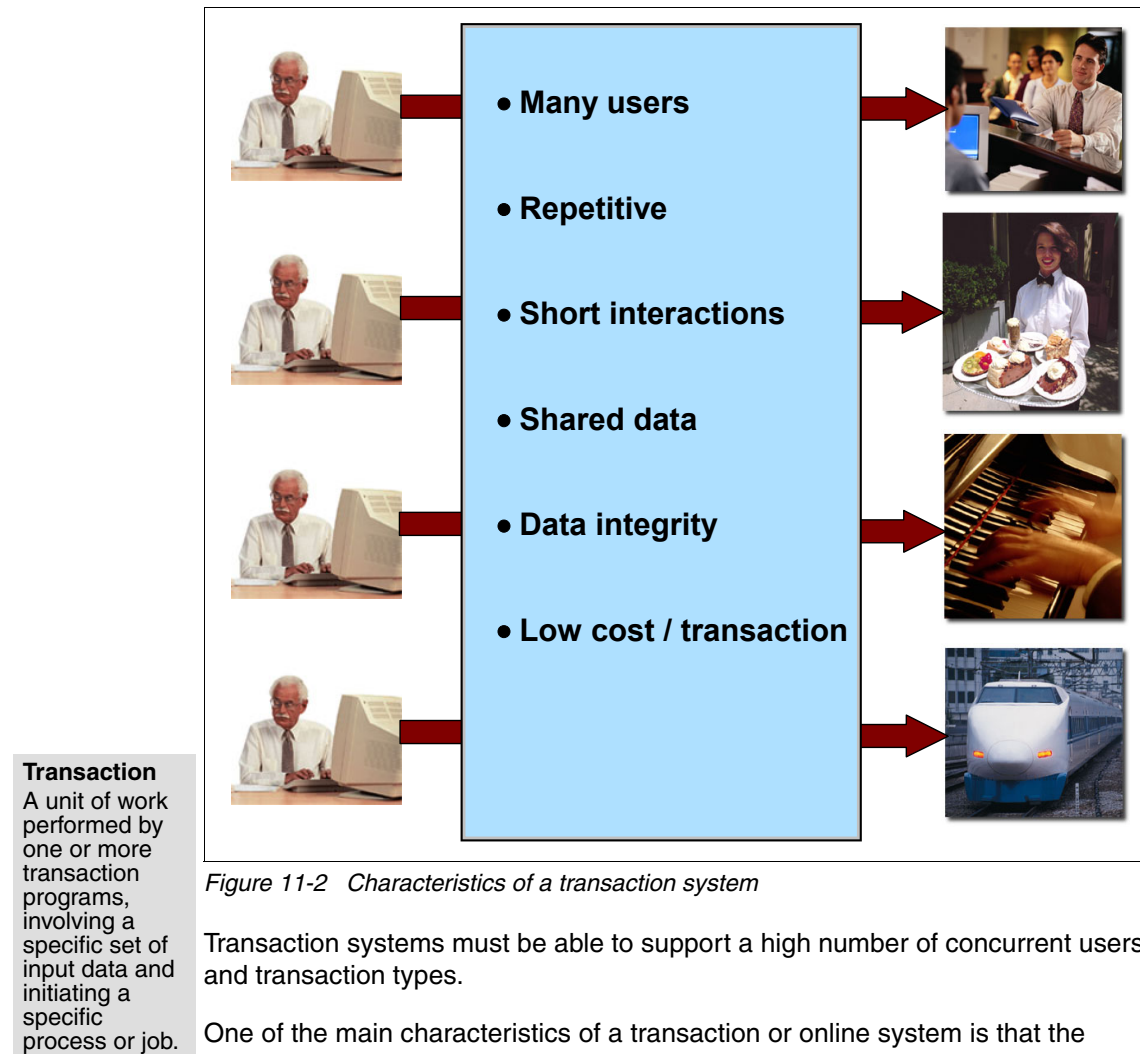 • Many users
• Repetitive
• Short interactions
• Shared data
• Data integrity
• Low cost / transaction
Figure 11-2   Characteristics of a transaction system
Transaction
A unit of work
performed by
one or more
transaction
programs,
involving a
specific set of
input data and
initiating a
specific
process or job.
Transaction systems must be able to support a high number of concurrent users
and transaction types.
One of the main characteristics of a transaction or online system is that the